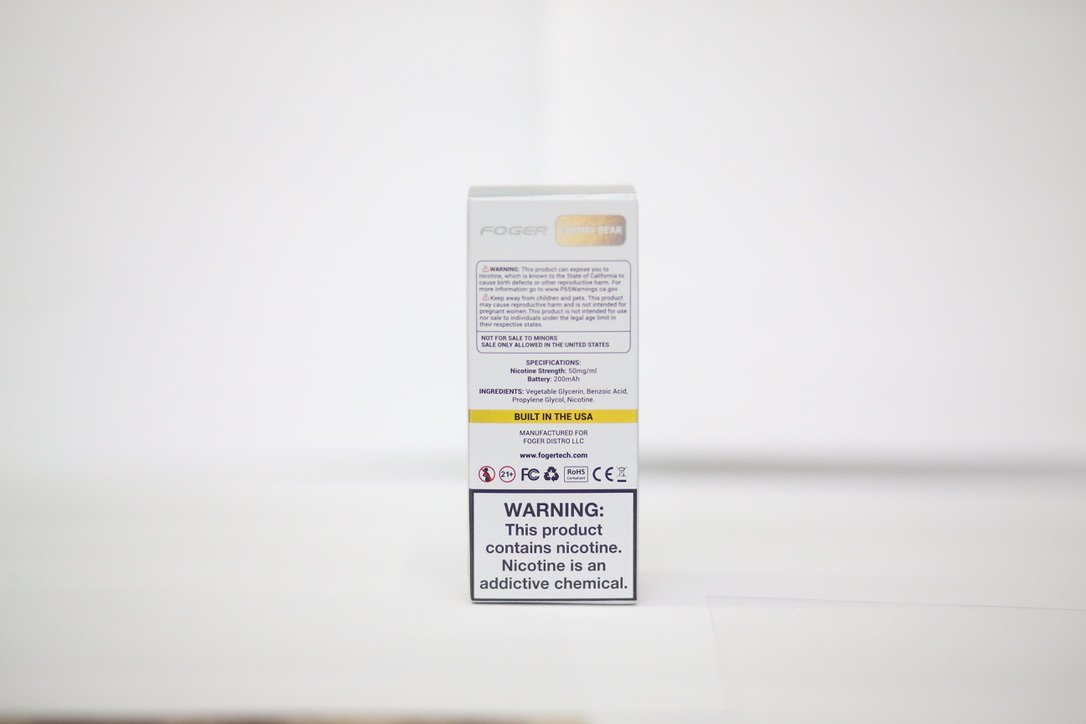 FOGER
GUMMY BEAR
WARNING: This product can expose you to
nicotine, which is known to the State of California to
cause birth defects or other reproductive harm. For
more information go to www.P65Warnings.ca.gov
Keep away from children and pets. This product
may cause reproductive harm and is not intended for
pregnant women.This product is not intended for use
nor sale to individuals under the legal age limit in
their respective states.
NOT FOR SALE TO MINORS
SALE ONLY ALLOWED IN THE UNITED STATES
SPECIFICATIONS:
Nicotine Strength: 50mg/ml
Battery: 200mAh
INGREDIENTS: Vegetable Glycerin, Benzoic Acid,
Propylene Glycol, Nicotine.
BUILT IN THE USA
MANUFACTURED FOR
FOGER DISTRO LLC
www.fogertech.com
21+ FC RoHS CE
Compliant
WARNING:
This product
contains nicotine.
Nicotine is an
addictive chemical.